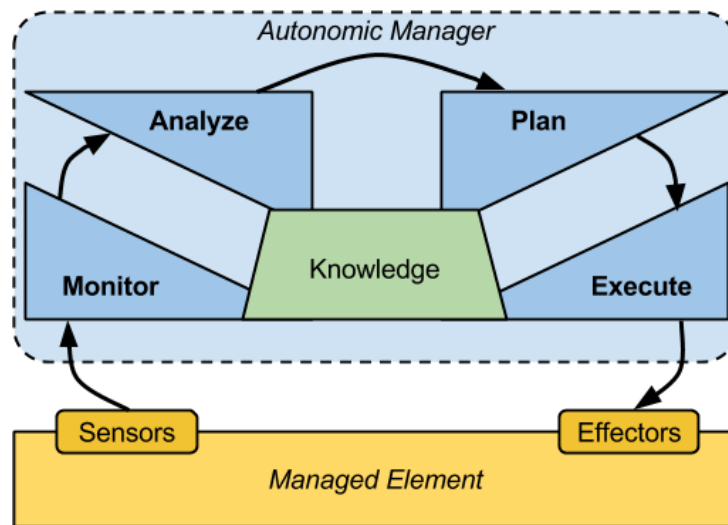 Autonomic Manager
Analyze
Plan
Knowledge
Monitor
Execute
Sensors
Effectors
Managed Element